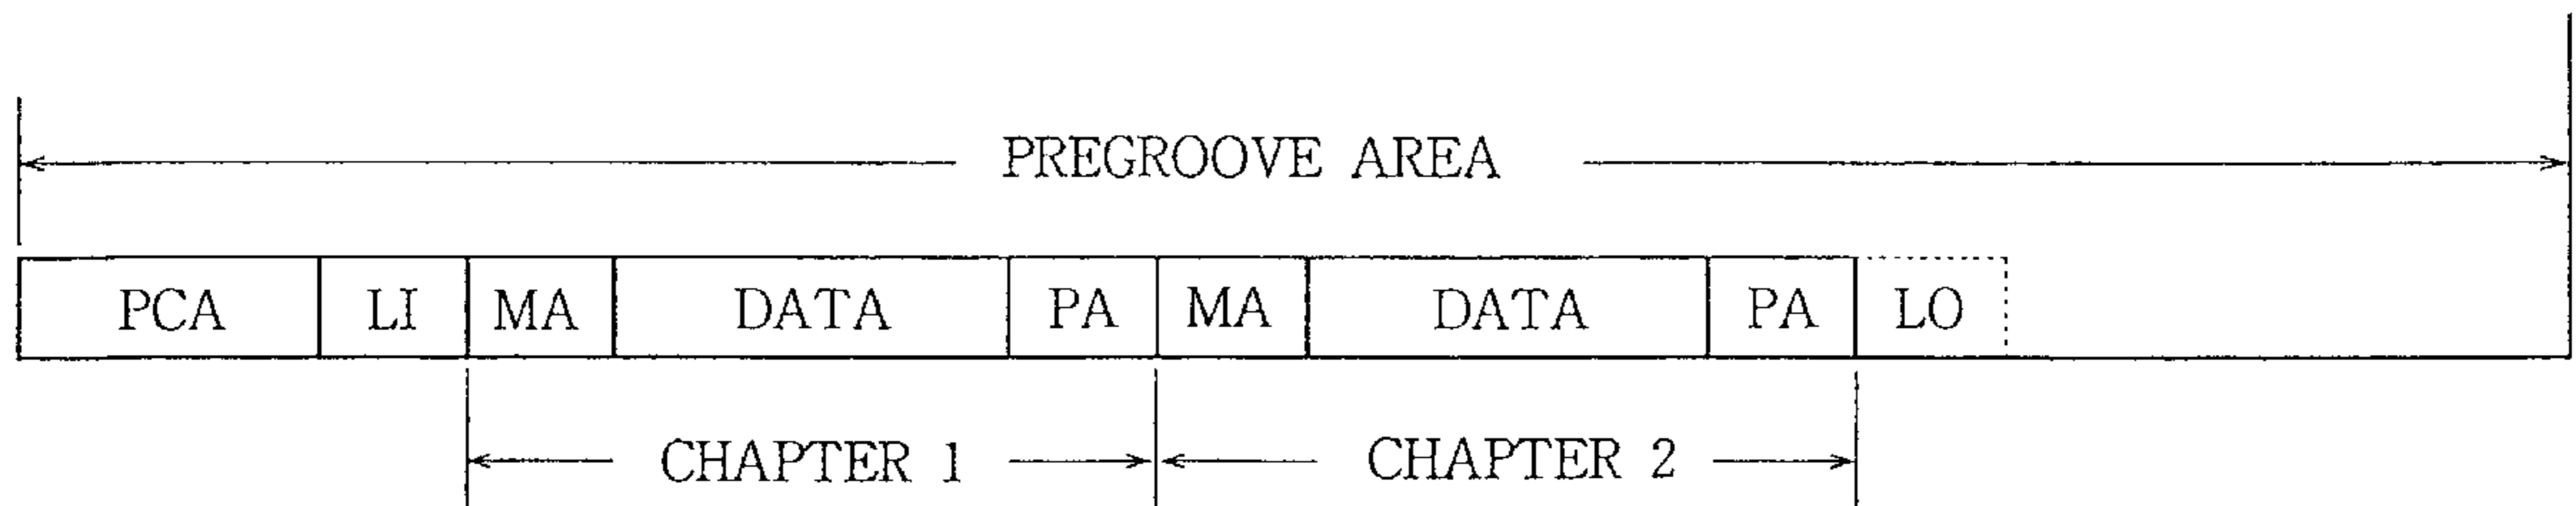 PREGROOVE AREA
PCA LI MA DATA PA MA DATA PA LO
CHAPTER 1 CHAPTER 2